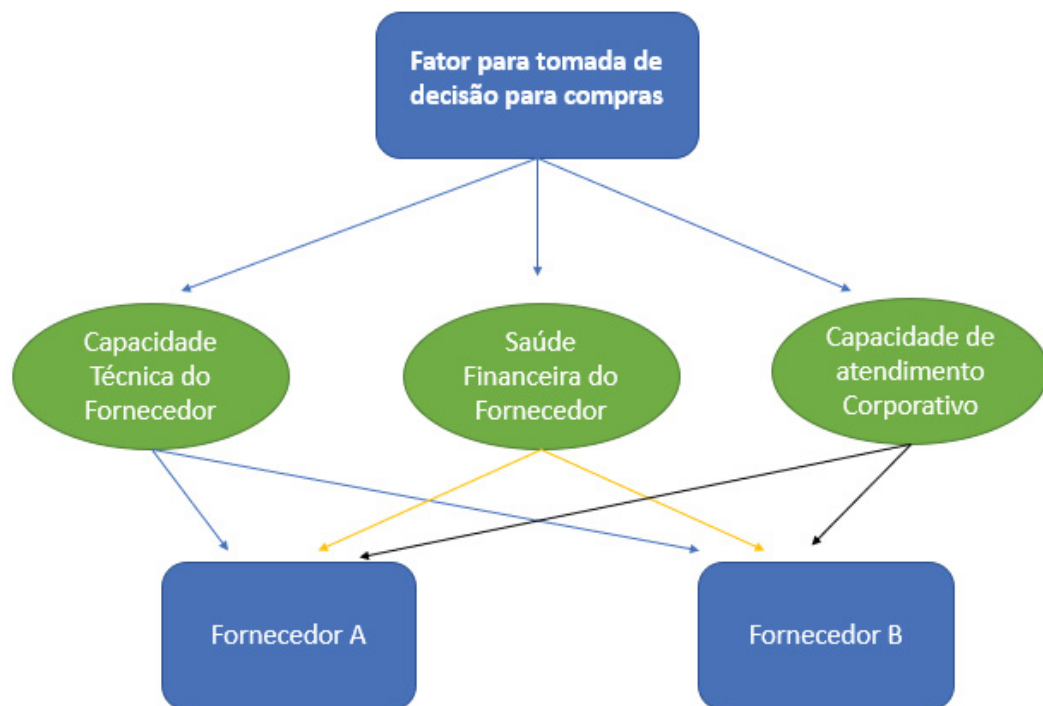 Fator para tomada de
decisão para compras
Capacidade
Técnica do
Fornecedor
Saúde
Financeira do
Fornecedor
Capacidade de
atendimento
Corporativo
Fornecedor A
Fornecedor B